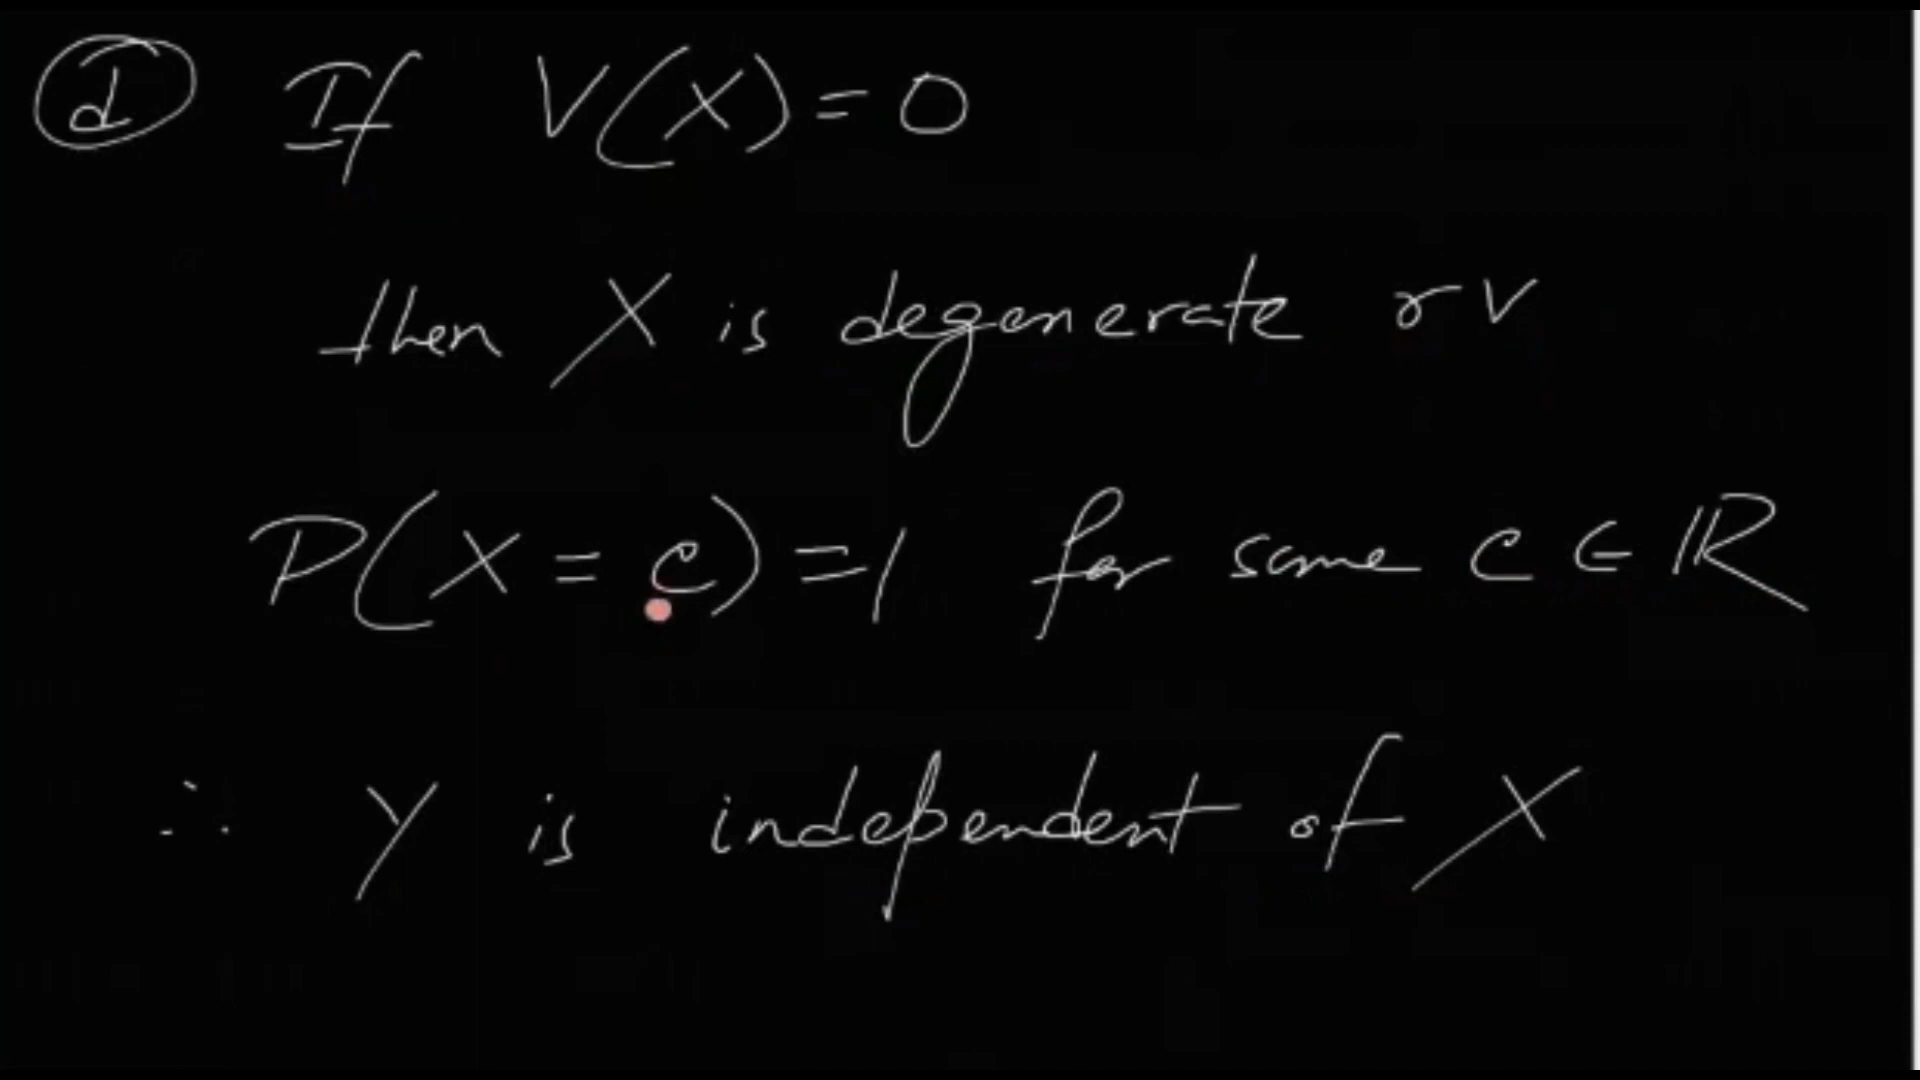 d If V(X)=0
then X is degenerate rv
P(X = c) = 1 for some c ∈ ℝ
∴ Y is independent of X